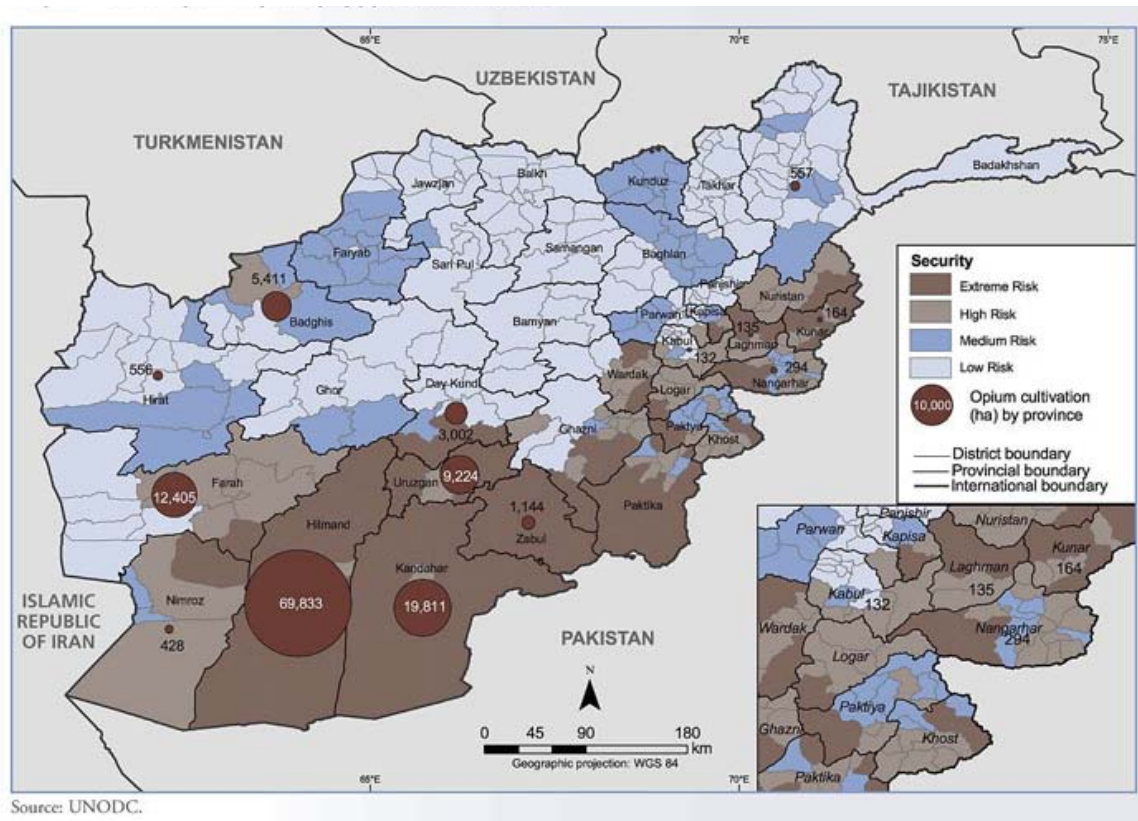 65°E
70°E
75°E
UZBEKISTAN
TAJIKISTAN
TURKMENISTAN
Badakhshan
Balkh
Jawzjan
Kunduz
Takhar
557
Faryab
Samangan
Baghlan
Sari Pul
5,411
Badghis
Panjshir
Nuristan
Parwan
Kapisa
164
Bamyan
135
Kunar
Kabul
Laghman
132
556
294
Hirat
Ghor
Day Kundi
Wardak
Logar
Nangarhar
3,002
Ghazni
Paktya
Khost
Farah
12,405
Uruzgan
9,224
1,144
Zabul
Paktika
Hilmand
Kandahar
Nimroz
69,833
19,811
428
ISLAMIC
REPUBLIC
OF IRAN
PAKISTAN
N
0 45 90 180
km
Geographic projection: WGS 84
65°E
70°E
Security
Extreme Risk
High Risk
Medium Risk
Low Risk
10,000
Opium cultivation
(ha) by province
District boundary
Provincial boundary
International boundary
Panjshir
Parwan
Kapisa
Nuristan
Kunar
Laghman
164
135
Kabul
132
Wardak
Nangarhar
294
Logar
Paktiya
Ghazni
Khost
Paktika
Source: UNODC.